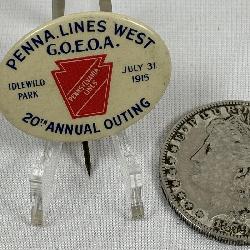 PENNA. LINES WEST
G.O.E.O.A.
IDLEWILD
PARK
JULY 31
1915
PENNSYLVANIA
LINES
20TH ANNUAL OUTING